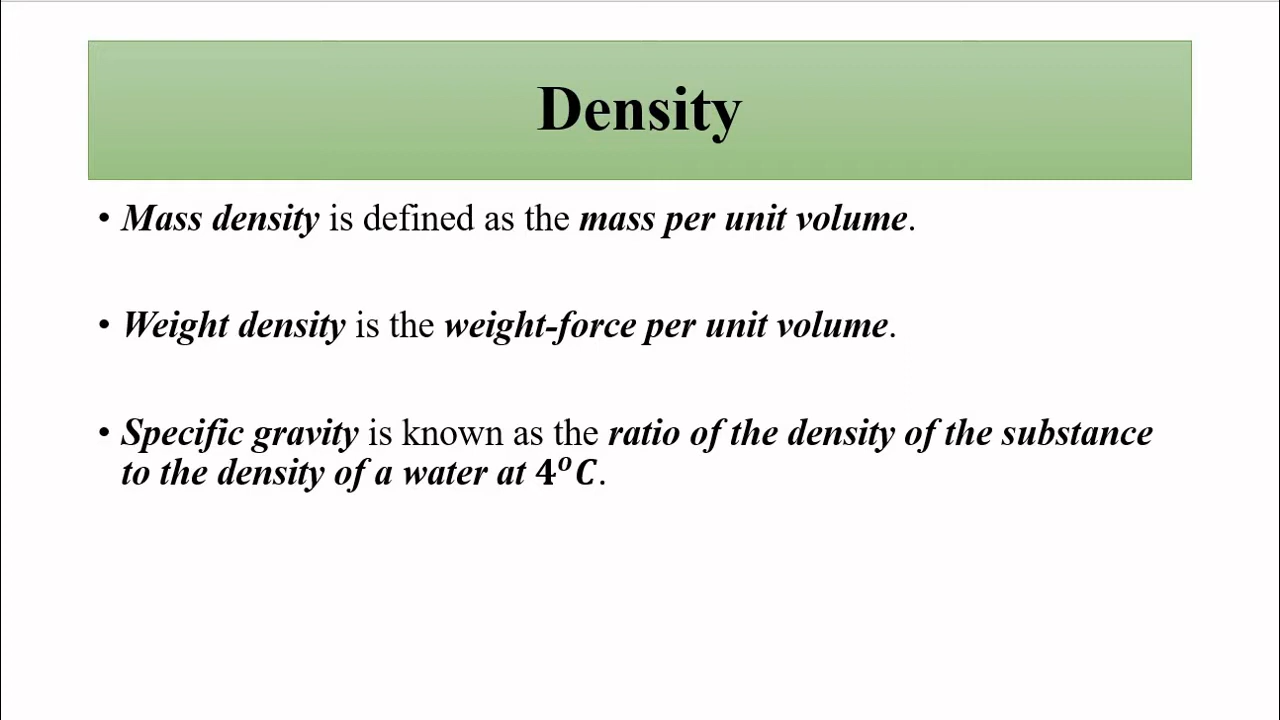 Density
• Mass density is defined as the mass per unit volume.
• Weight density is the weight-force per unit volume.
• Specific gravity is known as the ratio of the density of the substance
to the density of a water at 4°C.